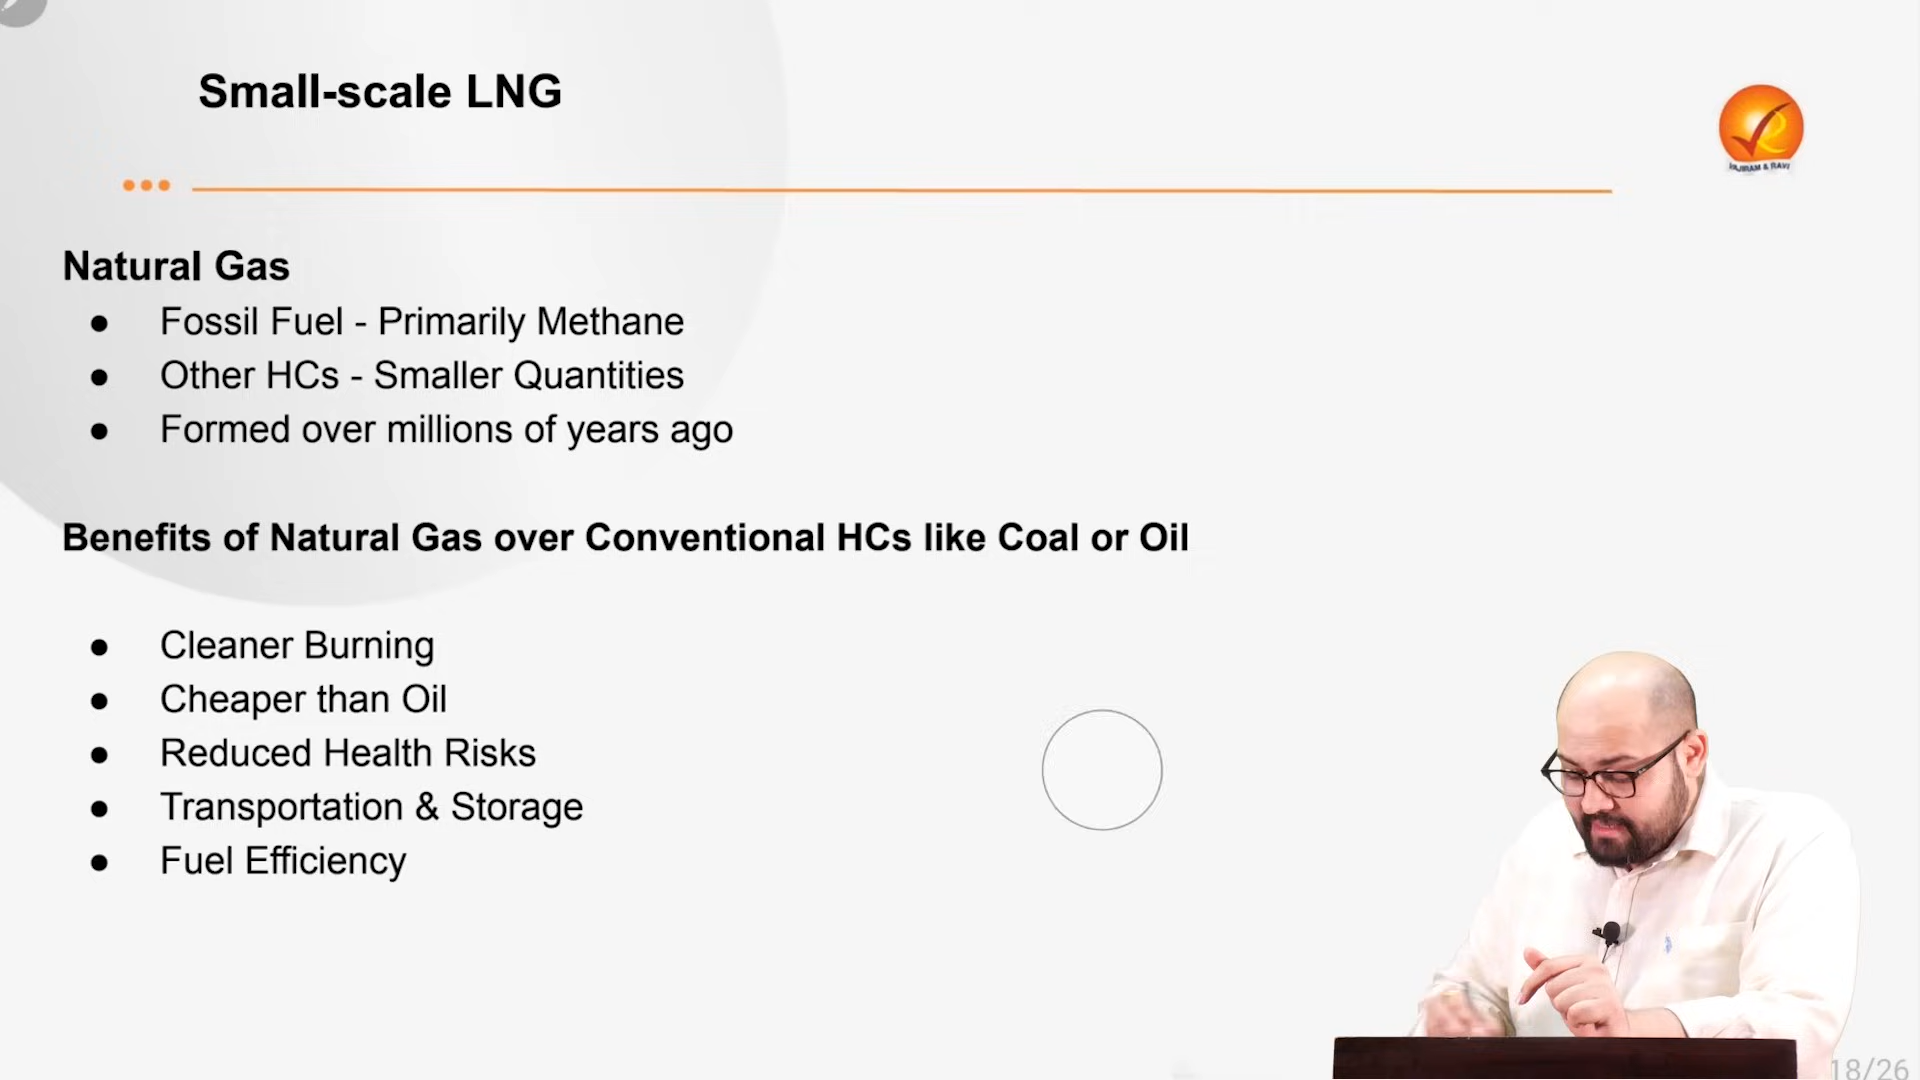 Small-scale LNG
VAJIRAM & RAVI
Natural Gas
● Fossil Fuel - Primarily Methane
● Other HCs - Smaller Quantities
● Formed over millions of years ago
Benefits of Natural Gas over Conventional HCs like Coal or Oil
● Cleaner Burning
● Cheaper than Oil
● Reduced Health Risks
● Transportation & Storage
● Fuel Efficiency
18/26